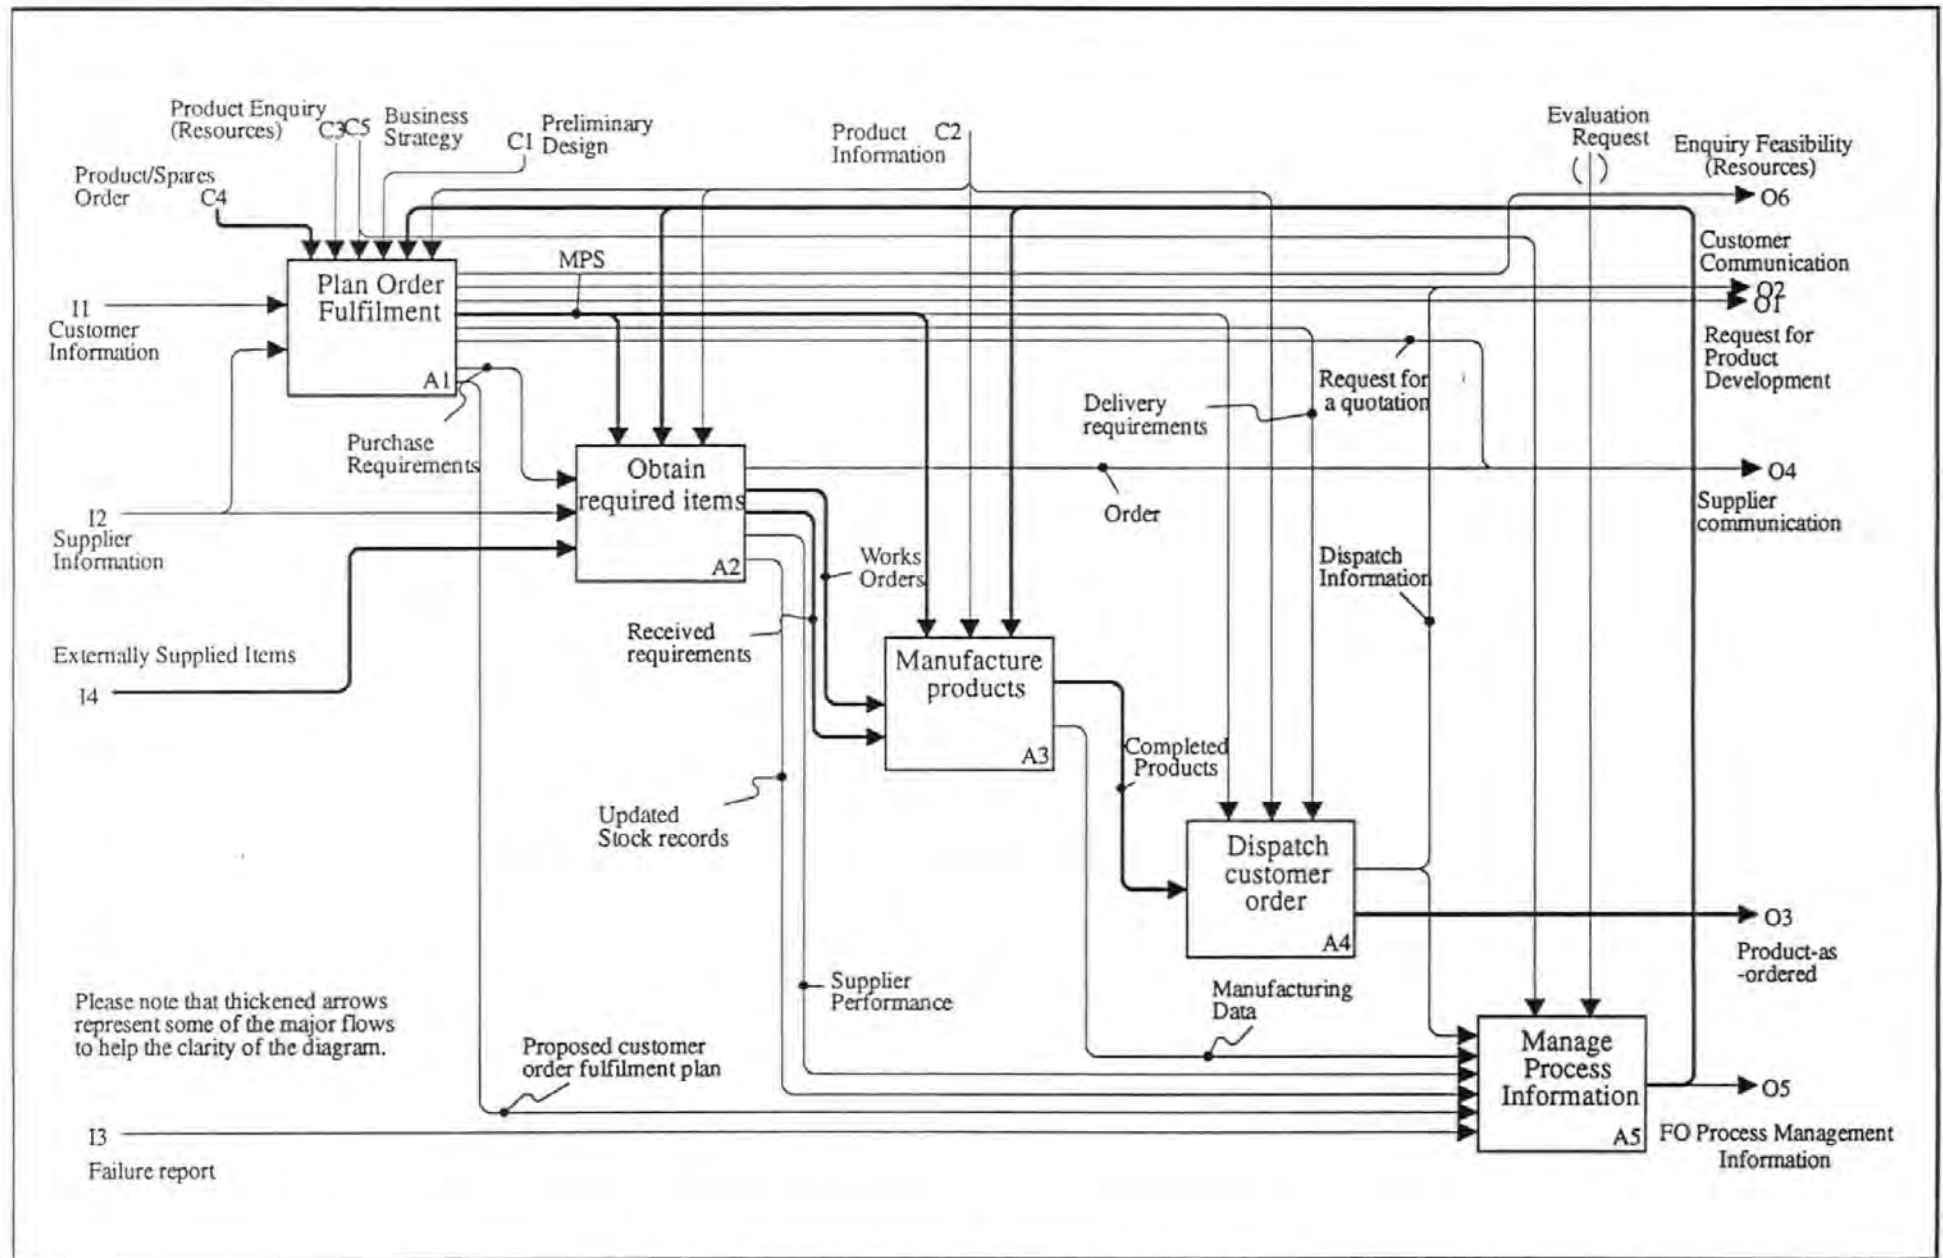 Product Enquiry
(Resources)
C3
C5
Business
Strategy
C1
Preliminary
Design
Product
Information
C2
Evaluation
Request
( )
Enquiry Feasibility
(Resources)
O6
Product/Spares
Order
C4
Customer
Communication
O2
O1
MPS
Plan Order
Fulfilment
A1
I1
Customer
Information
Request for
Product
Development
Request for
a quotation
Delivery
requirements
Purchase
Requirements
Obtain
required items
A2
O4
Supplier
communication
Order
I2
Supplier
Information
Works
Orders
Dispatch
Information
Received
requirements
Externally Supplied Items
I4
Manufacture
products
A3
Completed
Products
Updated
Stock records
Dispatch
customer
order
A4
O3
Product-as
-ordered
Supplier
Performance
Manufacturing
Data
Please note that thickened arrows
represent some of the major flows
to help the clarity of the diagram.
Proposed customer
order fulfilment plan
Manage
Process
Information
A5
O5
FO Process Management
Information
I3
Failure report